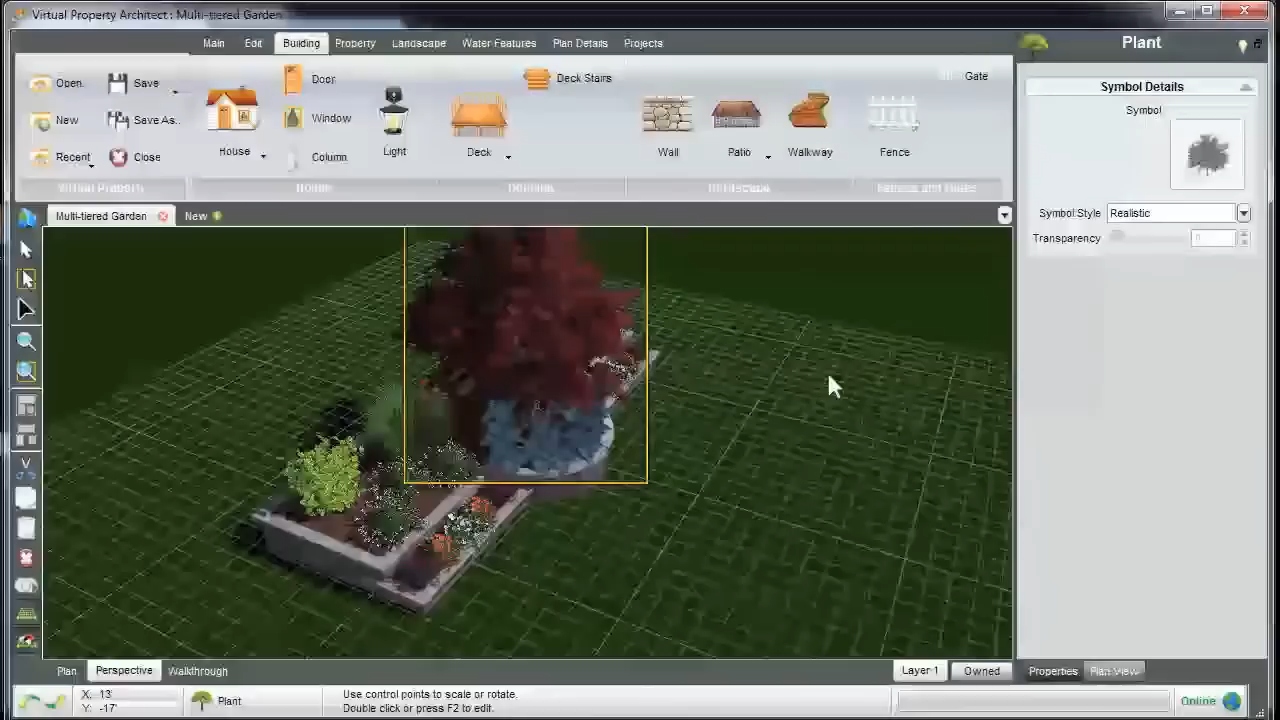 Virtual Property Architect : Multi-tiered Garden
Main Edit Building Property Landscape Water Features Plan Details Projects
Plant
Open
Save
New
Save As..
Recent
Close
Virtual Property
House
Door
Window
Column
Light
Deck
Deck Stairs
Wall
Patio
Walkway
Gate
Fence
Hardscape
Symbol Details
Symbol
Symbol Style Realistic
Transparency
Multi-tiered Garden
New
Plan Perspective Walkthrough
Layer 1 Owned
Properties Plan View
X: 13'
Y: -17'
Plant
Use control points to scale or rotate.
Double click or press F2 to edit.
Online